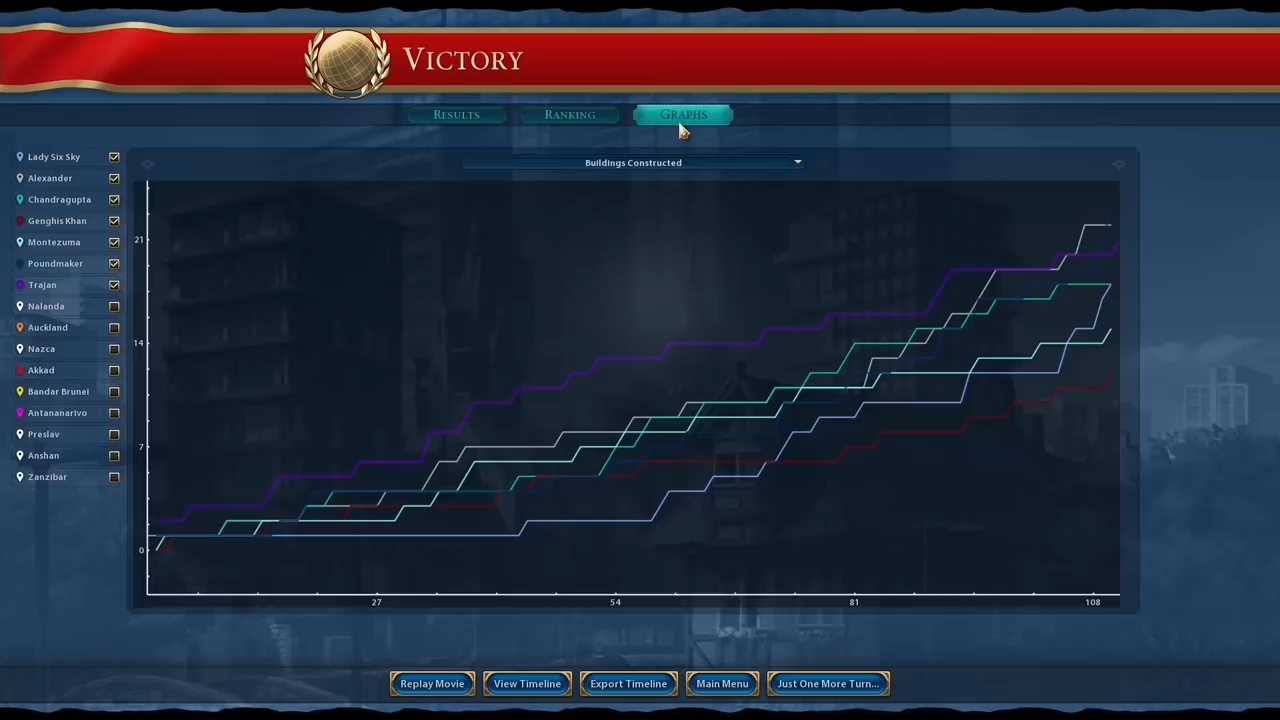 VICTORY
RESULTS
RANKING
GRAPHS
Lady Six Sky
Alexander
Chandragupta
Genghis Khan
Montezuma
Poundmaker
Trajan
Nalanda
Auckland
Nazca
Akkad
Bandar Brunei
Antananarivo
Preslav
Anshan
Zanzibar
Buildings Constructed
21
14
7
0
27
54
81
108
Replay Movie
View Timeline
Export Timeline
Main Menu
Just One More Turn...